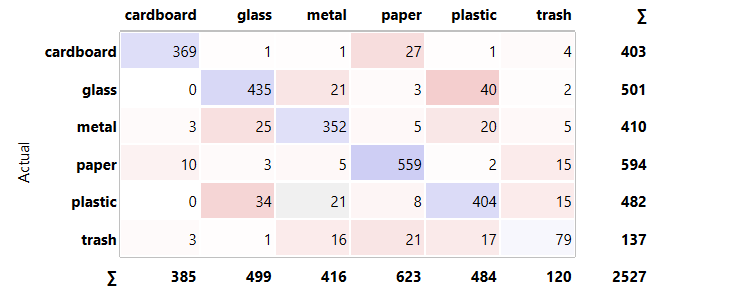 cardboard glass metal paper plastic trash ∑
cardboard 369 1 1 27 1 4 403
glass 0 435 21 3 40 2 501
metal 3 25 352 5 20 5 410
paper 10 3 5 559 2 15 594
plastic 0 34 21 8 404 15 482
trash 3 1 16 21 17 79 137
∑ 385 499 416 623 484 120 2527
Actual